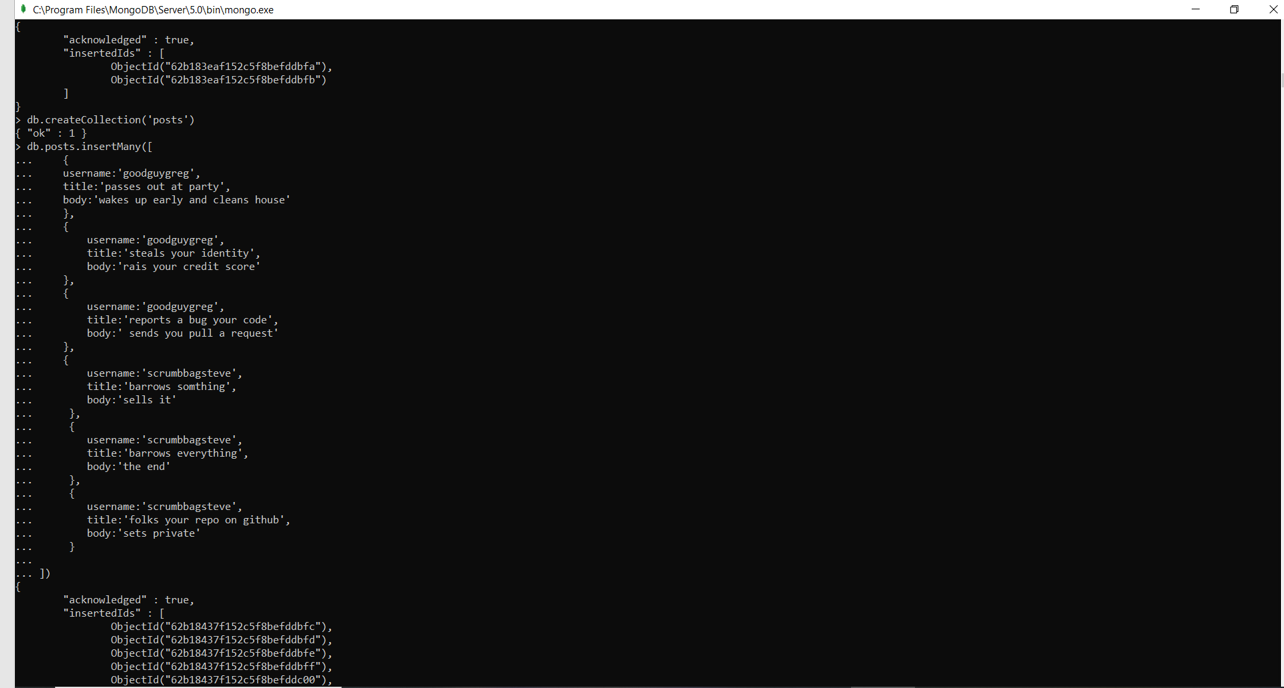 C:\Program Files\MongoDB\Server\5.0\bin\mongo.exe
{
        "acknowledged" : true,
        "insertedIds" : [
                ObjectId("62b183eaf152c5f8befddbfa"),
                ObjectId("62b183eaf152c5f8befddbfb")
        ]
}
> db.createCollection('posts')
{ "ok" : 1 }
> db.posts.insertMany([
...     {
...     username:'goodguygreg',
...     title:'passes out at party',
...     body:'wakes up early and cleans house'
...     },
...     {
...         username:'goodguygreg',
...         title:'steals your identity',
...         body:'rais your credit score'
...     },
...     {
...         username:'goodguygreg',
...         title:'reports a bug your code',
...         body:' sends you pull a request'
...     },
...     {
...         username:'scrumbbagsteve',
...         title:'barrows somthing',
...         body:'sells it'
...      },
...      {
...         username:'scrumbbagsteve',
...         title:'barrows everything',
...         body:'the end'
...      },
...      {
...         username:'scrumbbagsteve',
...         title:'folks your repo on github',
...         body:'sets private'
...      }
...
... ])
{
        "acknowledged" : true,
        "insertedIds" : [
                ObjectId("62b18437f152c5f8befddbfc"),
                ObjectId("62b18437f152c5f8befddbfd"),
                ObjectId("62b18437f152c5f8befddbfe"),
                ObjectId("62b18437f152c5f8befddbff"),
                ObjectId("62b18437f152c5f8befddc00"),